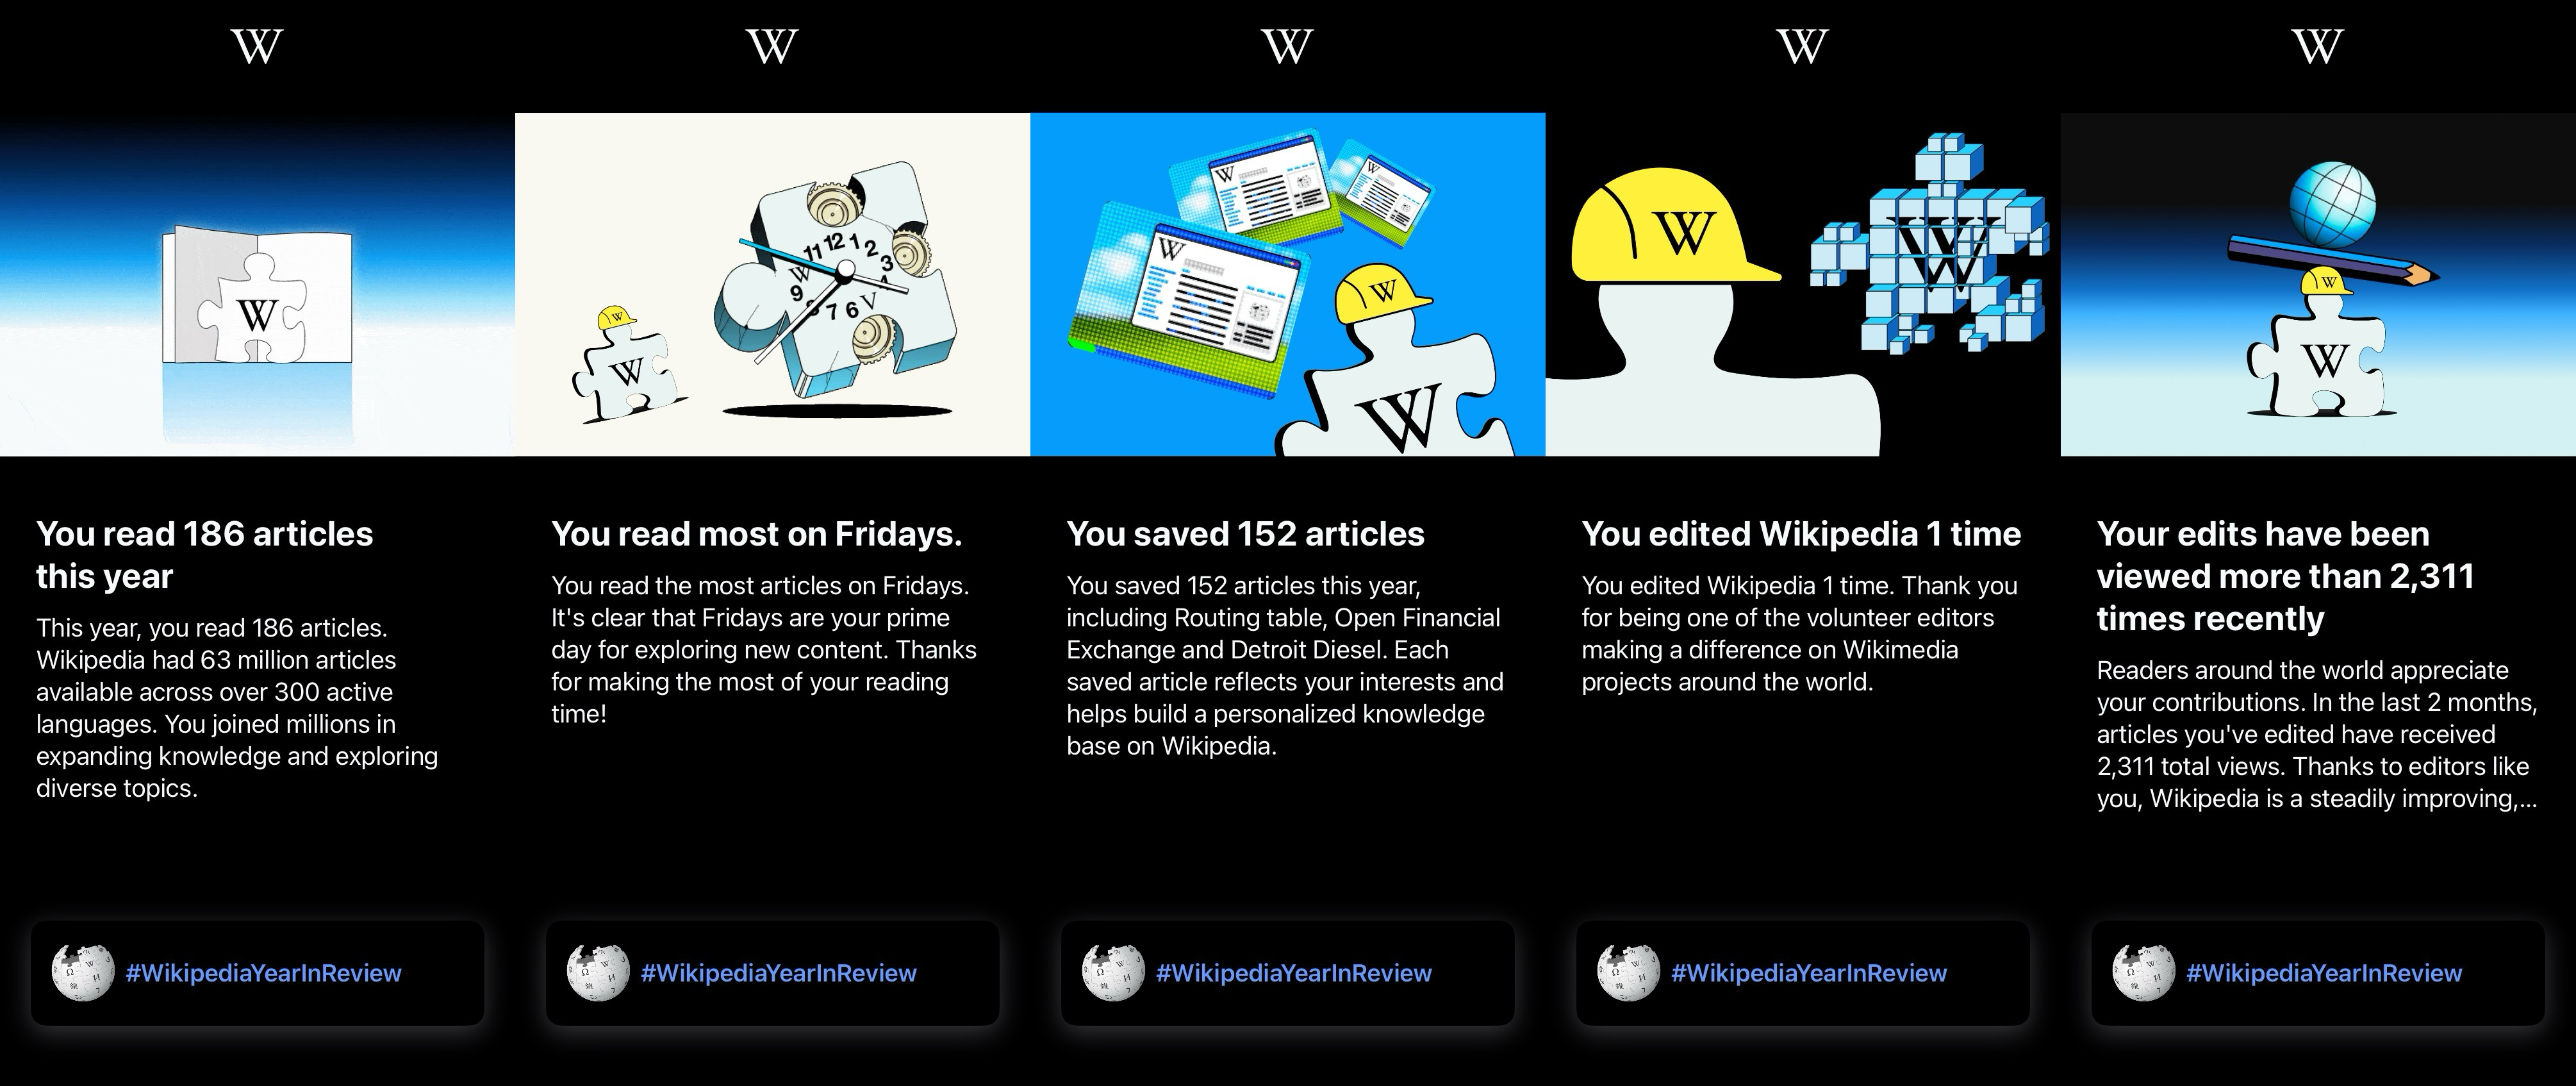 W
You read 186 articles
this year
This year, you read 186 articles.
Wikipedia had 63 million articles
available across over 300 active
languages. You joined millions in
expanding knowledge and exploring
diverse topics.
#WikipediaYearInReview
W
11 12 1 2 3
W
9
7 6 V
W
You read most on Fridays.
You read the most articles on Fridays.
It's clear that Fridays are your prime
day for exploring new content. Thanks
for making the most of your reading
time!
#WikipediaYearInReview
W
W
W
W
W
W
You saved 152 articles
You saved 152 articles this year,
including Routing table, Open Financial
Exchange and Detroit Diesel. Each
saved article reflects your interests and
helps build a personalized knowledge
base on Wikipedia.
#WikipediaYearInReview
W
W
W
You edited Wikipedia 1 time
You edited Wikipedia 1 time. Thank you
for being one of the volunteer editors
making a difference on Wikimedia
projects around the world.
#WikipediaYearInReview
W
W
Your edits have been
viewed more than 2,311
times recently
Readers around the world appreciate
your contributions. In the last 2 months,
articles you've edited have received
2,311 total views. Thanks to editors like
you, Wikipedia is a steadily improving,...
#WikipediaYearInReview